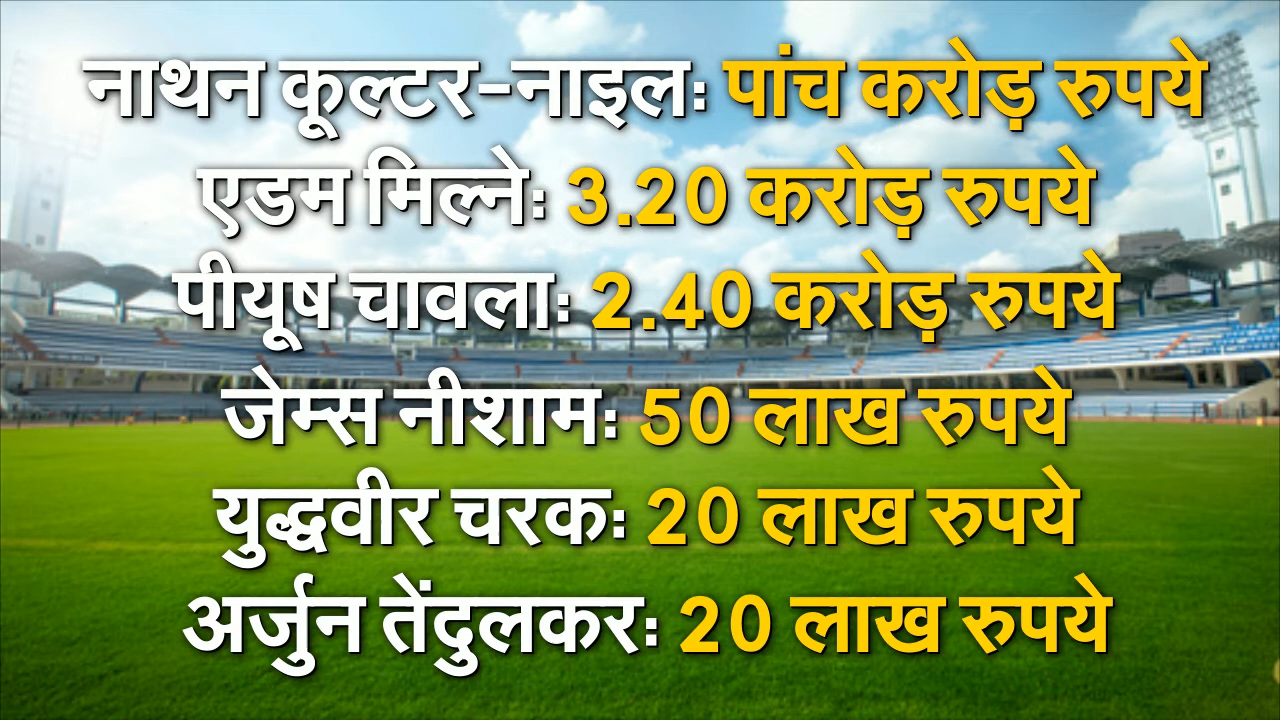 नाथन कूल्टर-नाइल: पांच करोड़ रुपये
एडम मिल्ने: 3.20 करोड़ रुपये
पीयूष चावला: 2.40 करोड़ रुपये
जेम्स नीशाम: 50 लाख रुपये
युद्धवीर चरक: 20 लाख रुपये
अर्जुन तेंदुलकर: 20 लाख रुपये